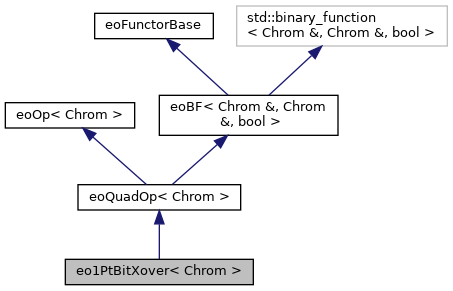 eoFunctorBase
std::binary_function
< Chrom &, Chrom &, bool >
eoOp< Chrom >
eoBF< Chrom &, Chrom
&, bool >
eoQuadOp< Chrom >
eo1PtBitXover< Chrom >